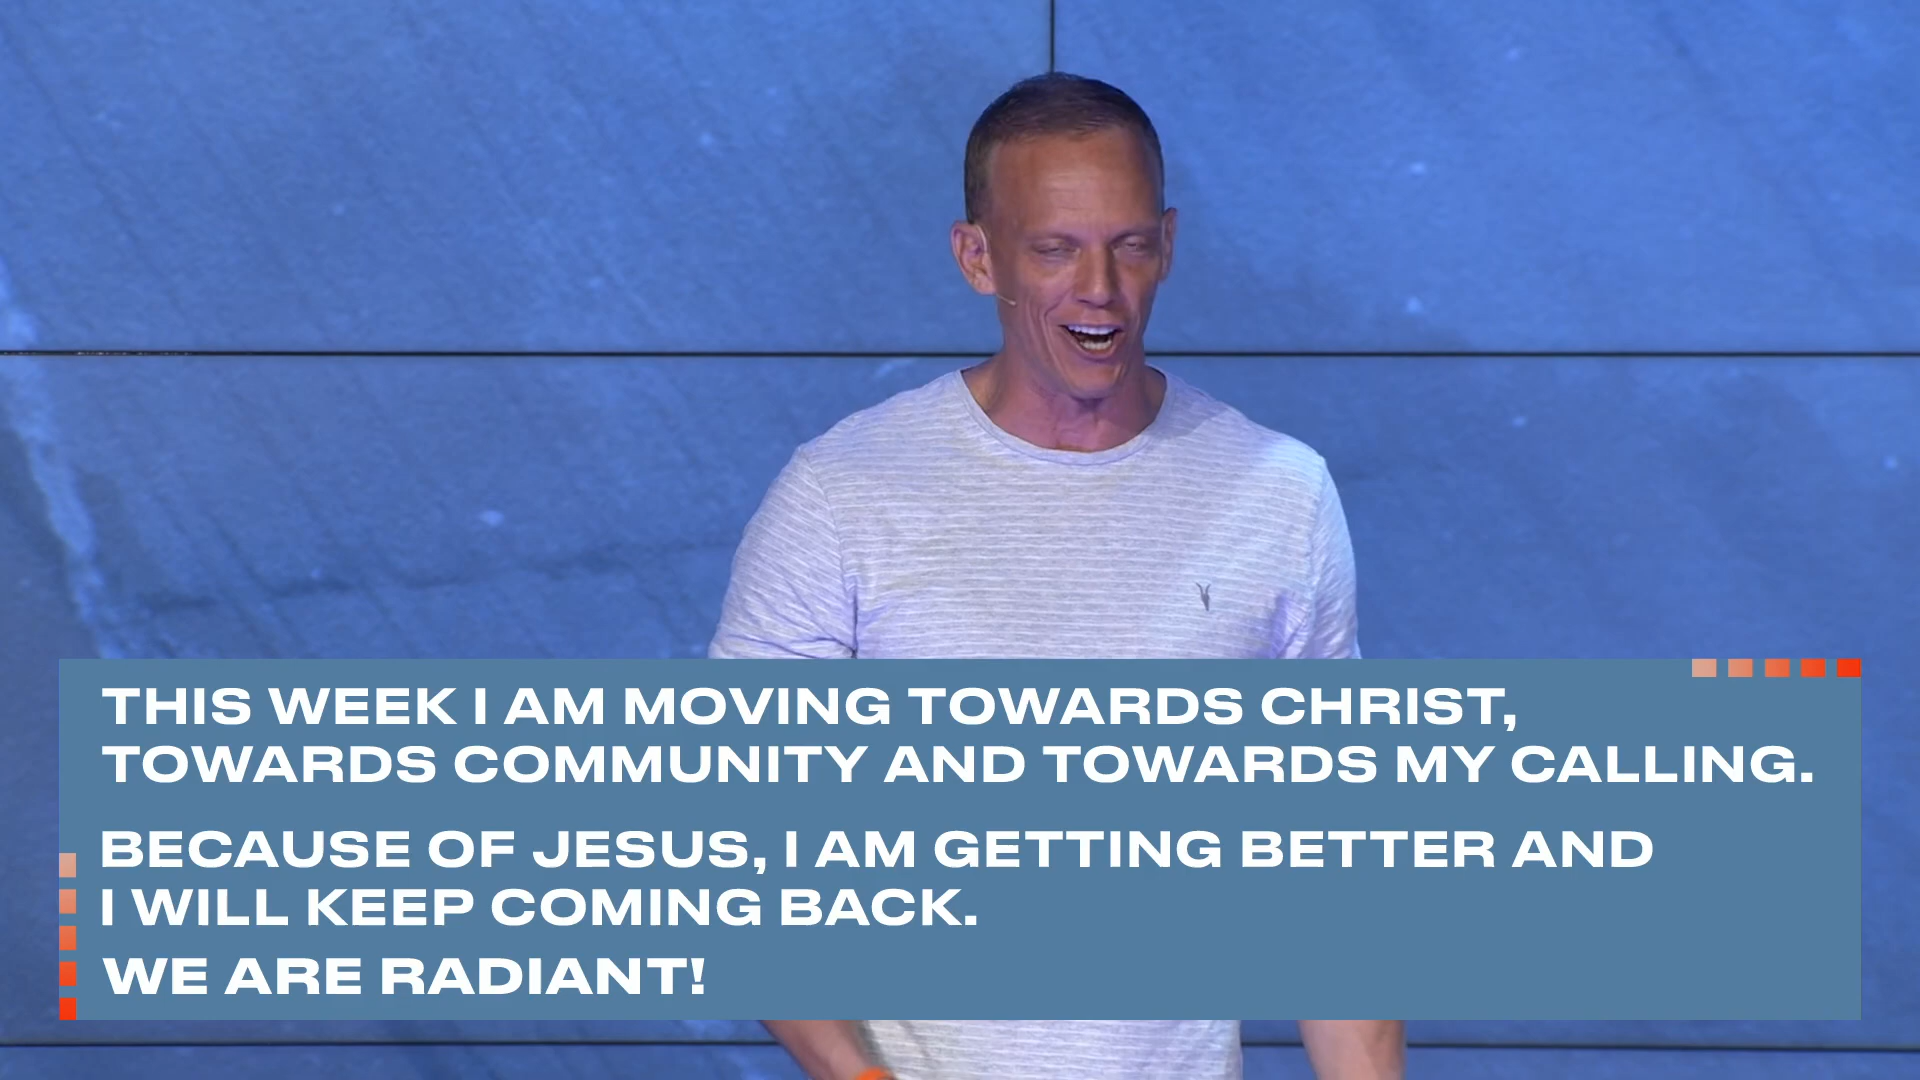 THIS WEEK I AM MOVING TOWARDS CHRIST,
TOWARDS COMMUNITY AND TOWARDS MY CALLING.
BECAUSE OF JESUS, I AM GETTING BETTER AND
I WILL KEEP COMING BACK.
WE ARE RADIANT!